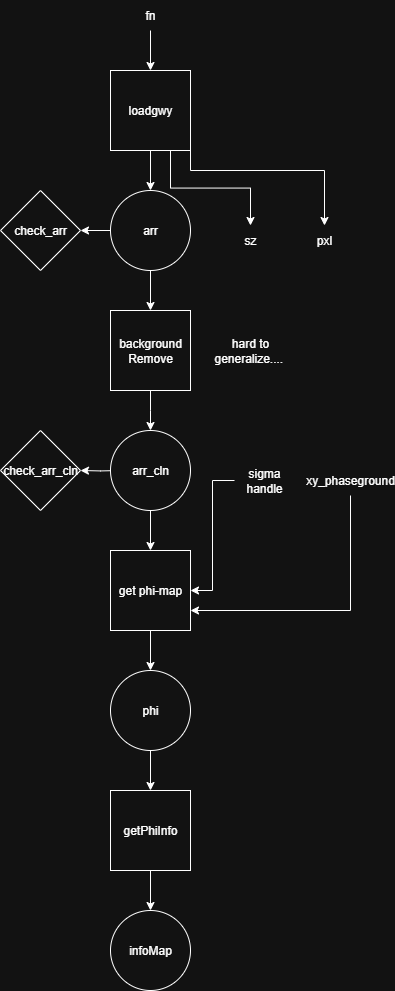 fn
loadgwy
check_arr
arr
sz
pxl
background
Remove
hard to
generalize....
check_arr_cln
arr_cln
sigma
handle
xy_phaseground
get phi-map
phi
getPhiInfo
infoMap